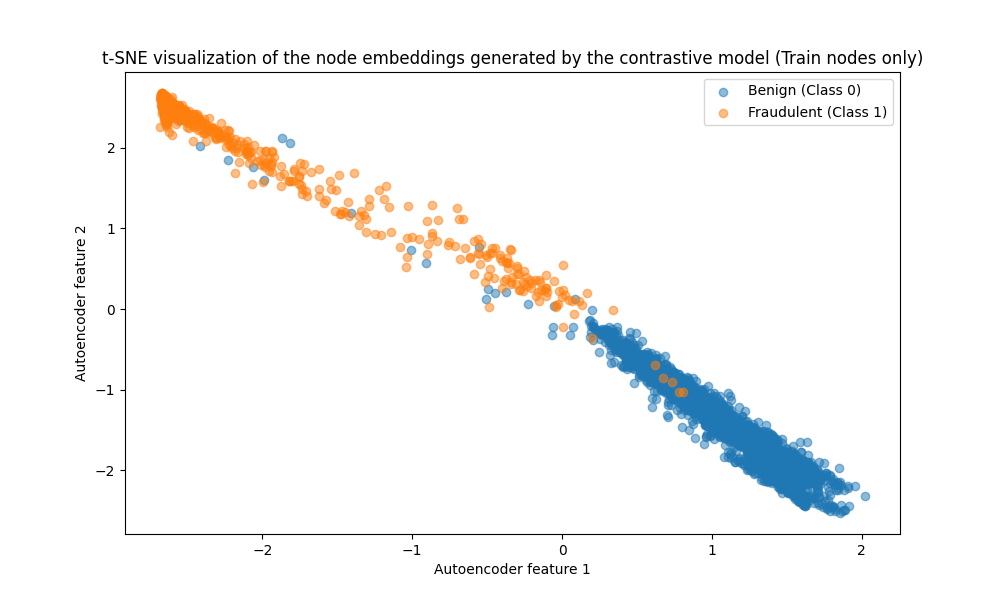 t-SNE visualization of the node embeddings generated by the contrastive model (Train nodes only)
Benign (Class 0)
Fraudulent (Class 1)
Autoencoder feature 2
2
1
0
−1
−2
−2
−1
0
1
2
Autoencoder feature 1